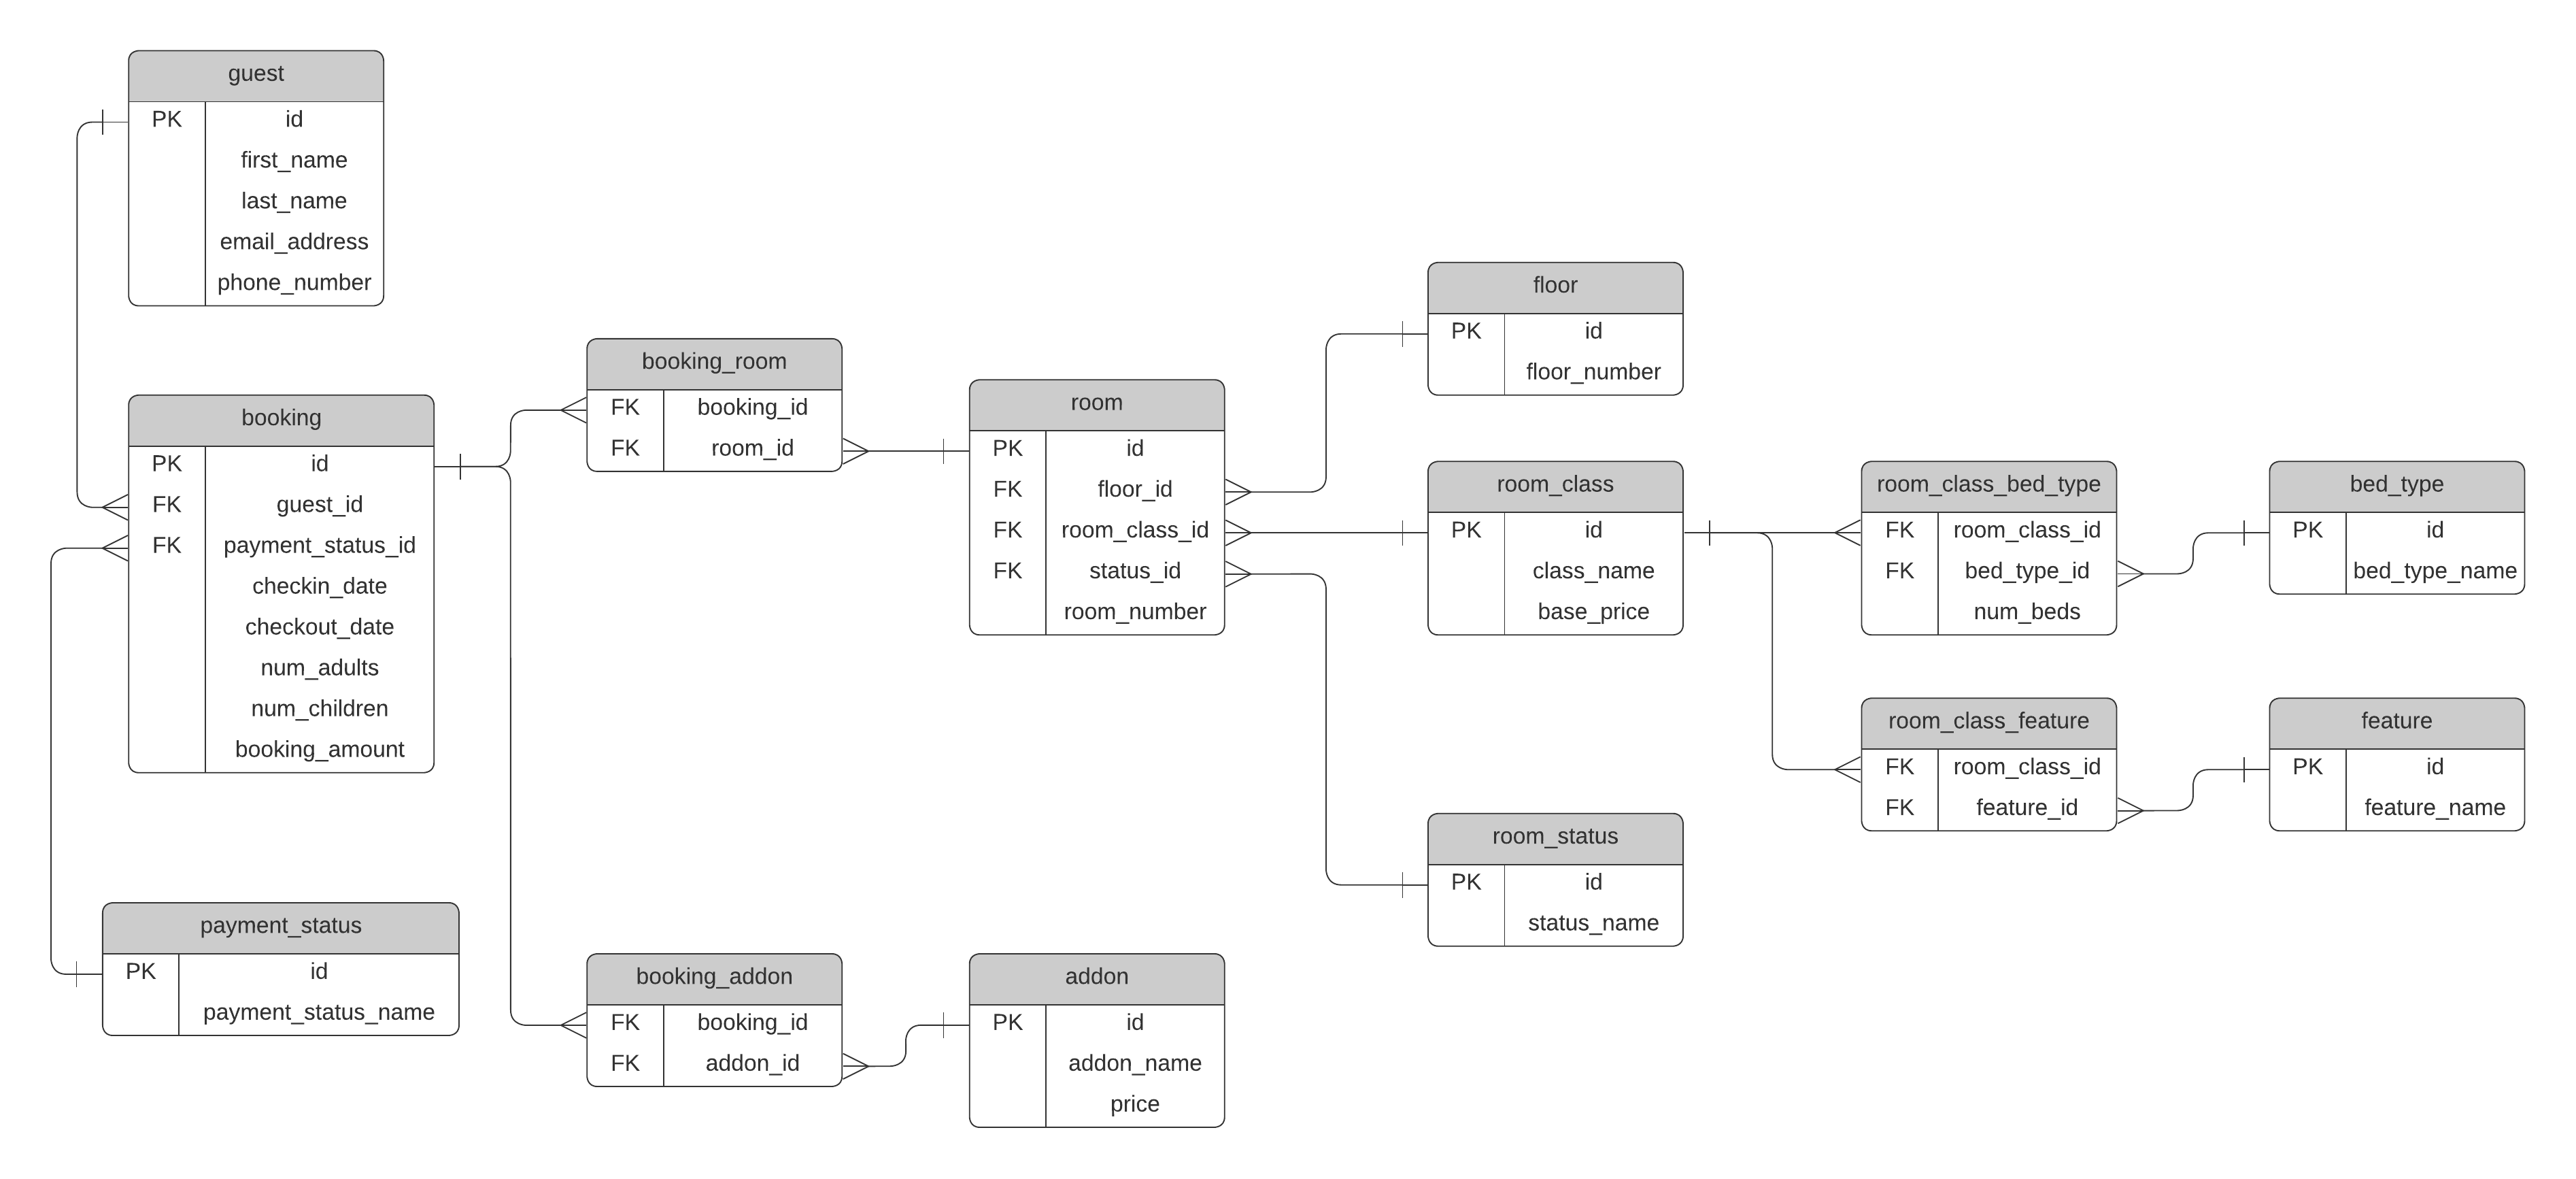 guest
PK id
first_name
last_name
email_address
phone_number
booking
PK id
FK guest_id
FK payment_status_id
checkin_date
checkout_date
num_adults
num_children
booking_amount
payment_status
PK id
payment_status_name
booking_room
FK booking_id
FK room_id
booking_addon
FK booking_id
FK addon_id
room
PK id
FK floor_id
FK room_class_id
FK status_id
room_number
addon
PK id
addon_name
price
floor
PK id
floor_number
room_class
PK id
class_name
base_price
room_status
PK id
status_name
room_class_bed_type
FK room_class_id
FK bed_type_id
num_beds
room_class_feature
FK room_class_id
FK feature_id
bed_type
PK id
bed_type_name
feature
PK id
feature_name